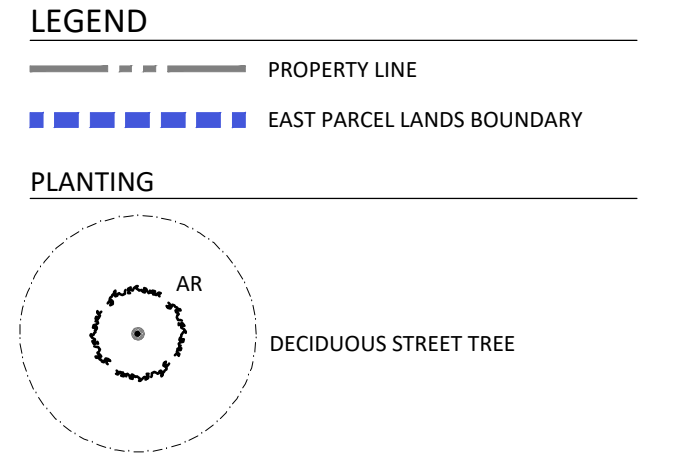 LEGEND
PROPERTY LINE
EAST PARCEL LANDS BOUNDARY
PLANTING
AR
DECIDUOUS STREET TREE